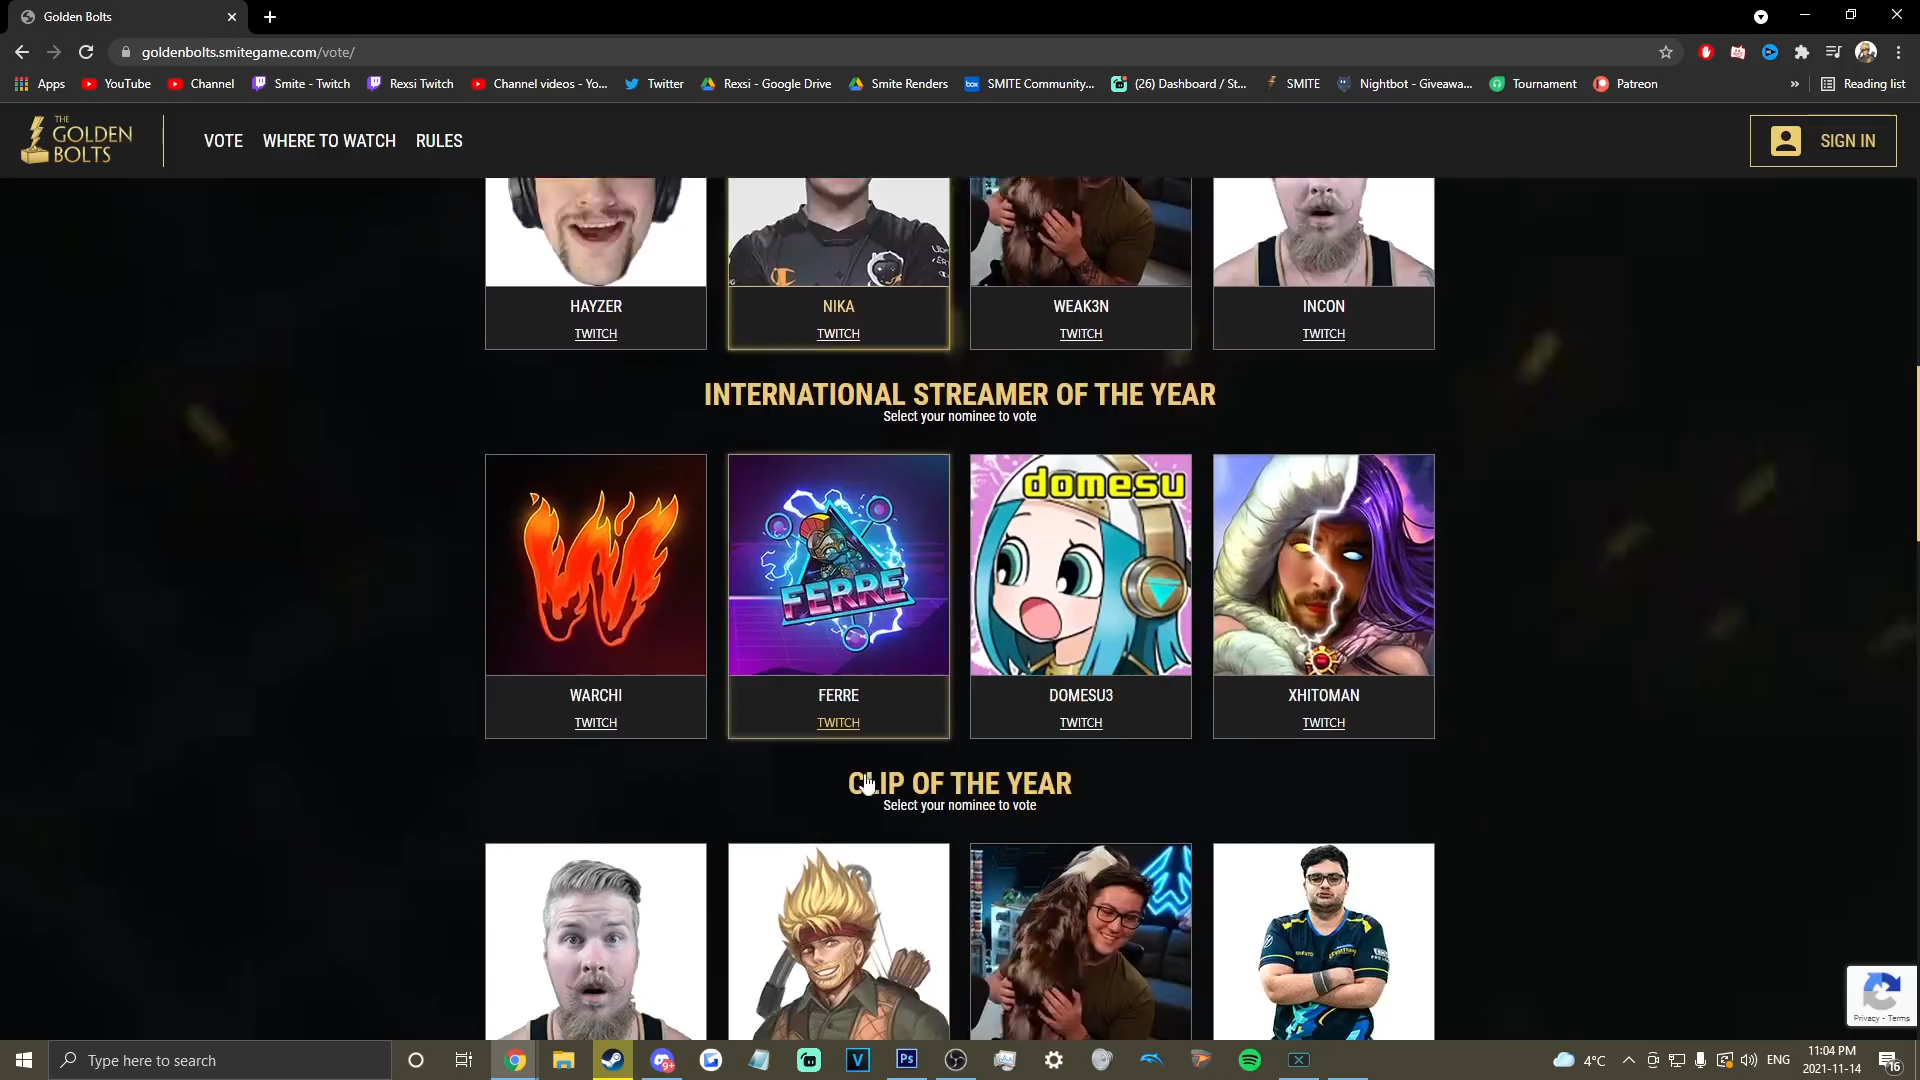 Golden Bolts
goldenbolts.smitegame.com/vote/
Apps YouTube Channel Smite - Twitch Rexsi Twitch Channel videos - Yo... Twitter Rexsi - Google Drive Smite Renders SMITE Community... (26) Dashboard / St... SMITE Nightbot - Giveawa... Tournament Patreon » Reading list
THE
GOLDEN
BOLTS
VOTE WHERE TO WATCH RULES SIGN IN
HAYZER NIKA WEAK3N INCON
TWITCH TWITCH TWITCH TWITCH
INTERNATIONAL STREAMER OF THE YEAR
Select your nominee to vote
domesu
FERRE
WARCHI FERRE DOMESU3 XHITOMAN
TWITCH TWITCH TWITCH TWITCH
CLIP OF THE YEAR
Select your nominee to vote
Privacy - Terms
Type here to search
4°C ENG 11:04 PM
2021-11-14
16